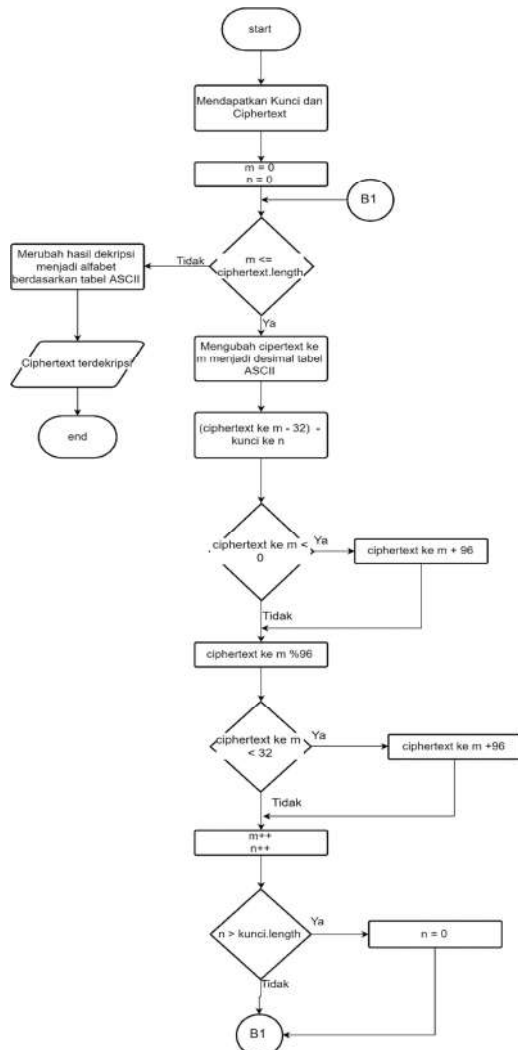 start
Mendapatkan Kunci dan
Ciphertext
m = 0
n = 0
B1
m <=
ciphertext.length
Tidak
Merubah hasil dekripsi
menjadi alfabet
berdasarkan tabel ASCII
Ciphertext terdekripsi
end
Ya
Mengubah cipertext ke
m menjadi desimal tabel
ASCII
(ciphertext ke m - 32) -
kunci ke n
ciphertext ke m <
0
Ya
ciphertext ke m + 96
Tidak
ciphertext ke m %96
ciphertext ke m
< 32
Ya
ciphertext ke m +96
Tidak
m++
n++
n > kunci.length
Ya
n = 0
Tidak
B1